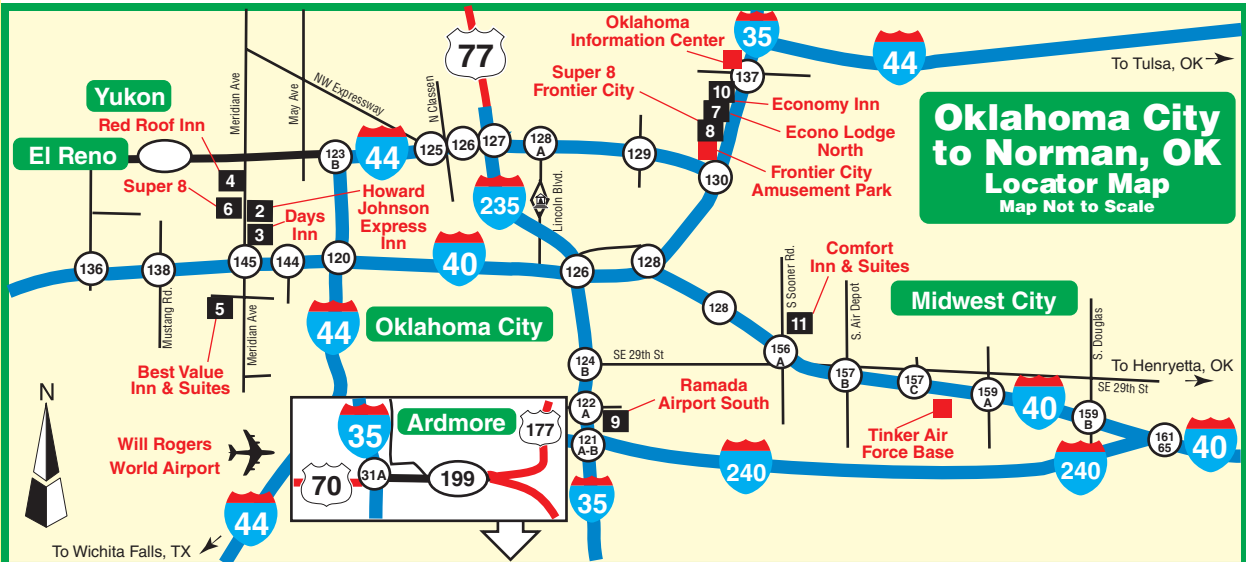 Oklahoma City
to Norman, OK
Locator Map
Map Not to Scale
77
Oklahoma
Information Center
35
44
To Tulsa, OK
137
Super 8
Frontier City
10
Economy Inn
7
Econo Lodge
North
8
Frontier City
Amusement Park
130
Yukon
Red Roof Inn
El Reno
Meridian Ave
May Ave
NW Expressway
N Classen
123
B
44
125
126
127
128
A
129
235
Lincoln Blvd.
Super 8
4
6
2
3
Howard
Johnson
Express
Inn
Days
Inn
136
138
145
144
120
40
126
128
Mustang Rd.
Meridian Ave
5
Best Value
Inn & Suites
44
Oklahoma City
128
S Sooner Rd.
Comfort
Inn & Suites
11
S. Air Depot
Midwest City
S. Douglas
156
A
157
B
157
C
159
A
40
159
B
161
65
40
To Henryetta, OK
SE 29th St
SE 29th St
124
B
122
A
9
Ramada
Airport South
121
A-B
240
240
35
Tinker Air
Force Base
N
Will Rogers
World Airport
44
To Wichita Falls, TX
Ardmore
35
177
70
31A
199